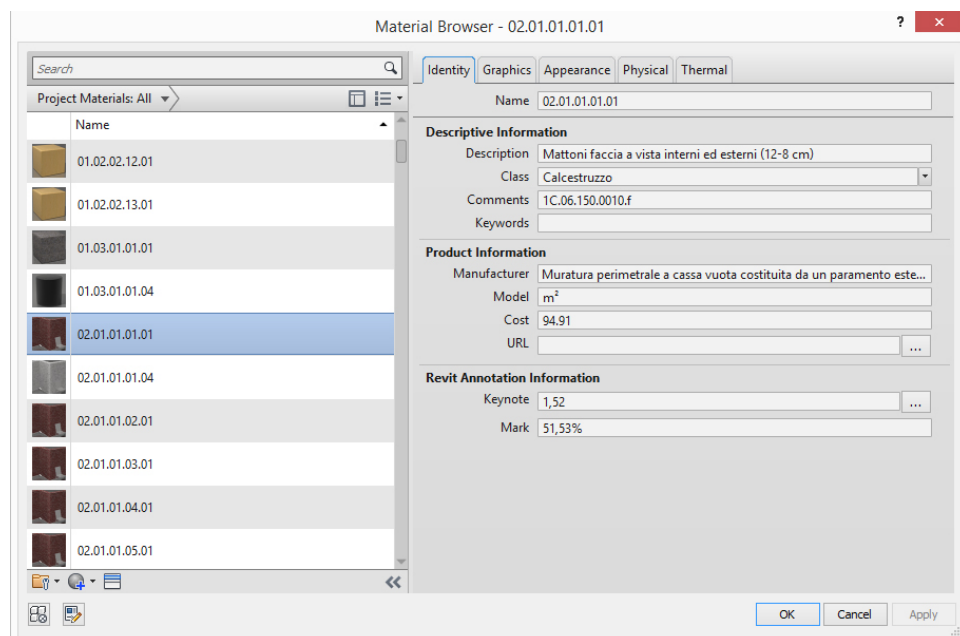 Material Browser - 02.01.01.01.01
?
Search
Project Materials: All
Name
01.02.02.12.01
01.02.02.13.01
01.03.01.01.01
01.03.01.01.04
02.01.01.01.01
02.01.01.01.04
02.01.01.02.01
02.01.01.03.01
02.01.01.04.01
02.01.01.05.01
Identity Graphics Appearance Physical Thermal
Name 02.01.01.01.01
Descriptive Information
Description Mattoni faccia a vista interni ed esterni (12-8 cm)
Class Calcestruzzo
Comments 1C.06.150.0010.f
Keywords
Product Information
Manufacturer Muratura perimetrale a cassa vuota costituita da un paramento este...
Model m²
Cost 94.91
URL ...
Revit Annotation Information
Keynote 1,52 ...
Mark 51,53%
OK Cancel Apply